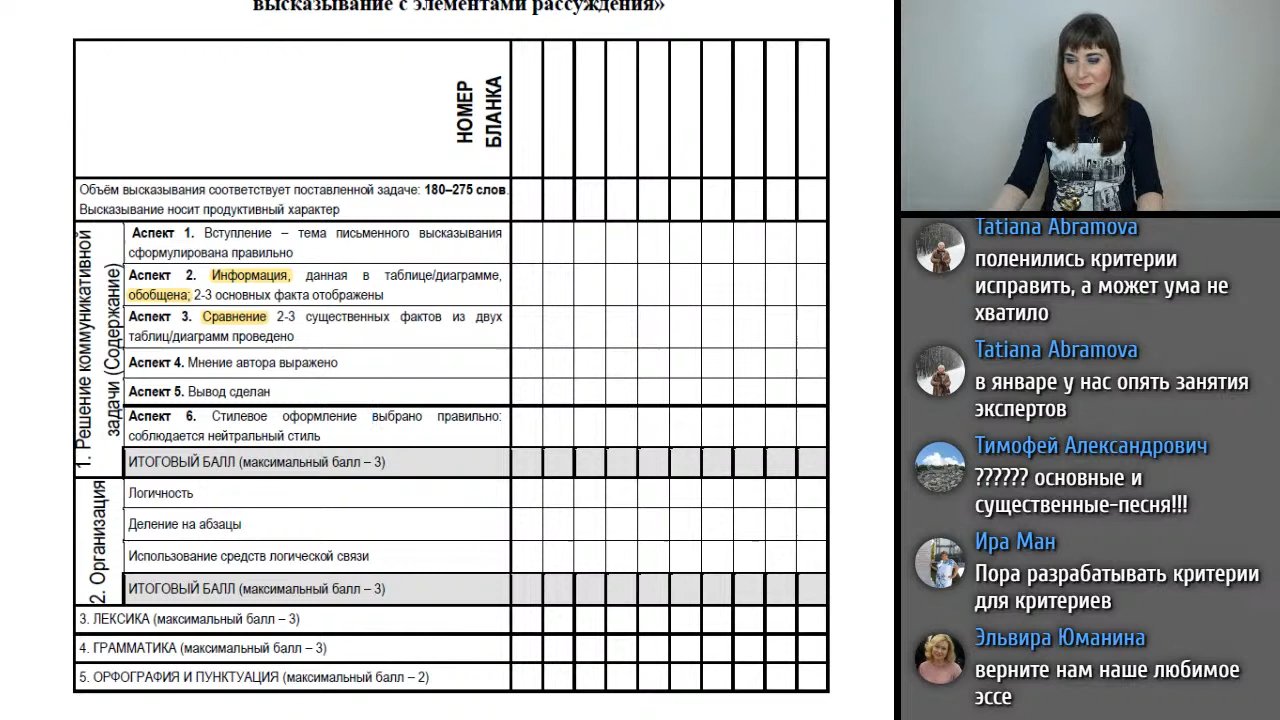 высказывание с элементами рассуждения»
НОМЕР
БЛАНКА
Объём высказывания соответствует поставленной задаче: 180–275 слов.
Высказывание носит продуктивный характер
1. Решение коммуникативной
задачи (Содержание)
Аспект 1. Вступление – тема письменного высказывания
сформулирована правильно
Аспект 2. Информация, данная в таблице/диаграмме,
обобщена; 2-3 основных факта отображены
Аспект 3. Сравнение 2-3 существенных фактов из двух
таблиц/диаграмм проведено
Аспект 4. Мнение автора выражено
Аспект 5. Вывод сделан
Аспект 6. Стилевое оформление выбрано правильно:
соблюдается нейтральный стиль
ИТОГОВЫЙ БАЛЛ (максимальный балл – 3)
2. Организация
Логичность
Деление на абзацы
Использование средств логической связи
ИТОГОВЫЙ БАЛЛ (максимальный балл – 3)
3. ЛЕКСИКА (максимальный балл – 3)
4. ГРАММАТИКА (максимальный балл – 3)
5. ОРФОГРАФИЯ И ПУНКТУАЦИЯ (максимальный балл – 2)
Tatiana Abramova
поленились критерии
исправить, а может ума не
хватило
Tatiana Abramova
в январе у нас опять занятия
экспертов
Тимофей Александрович
?????? основные и
существенные-песня!!!
Ира Ман
Пора разрабатывать критерии
для критериев
Эльвира Юманина
верните нам наше любимое
эссе